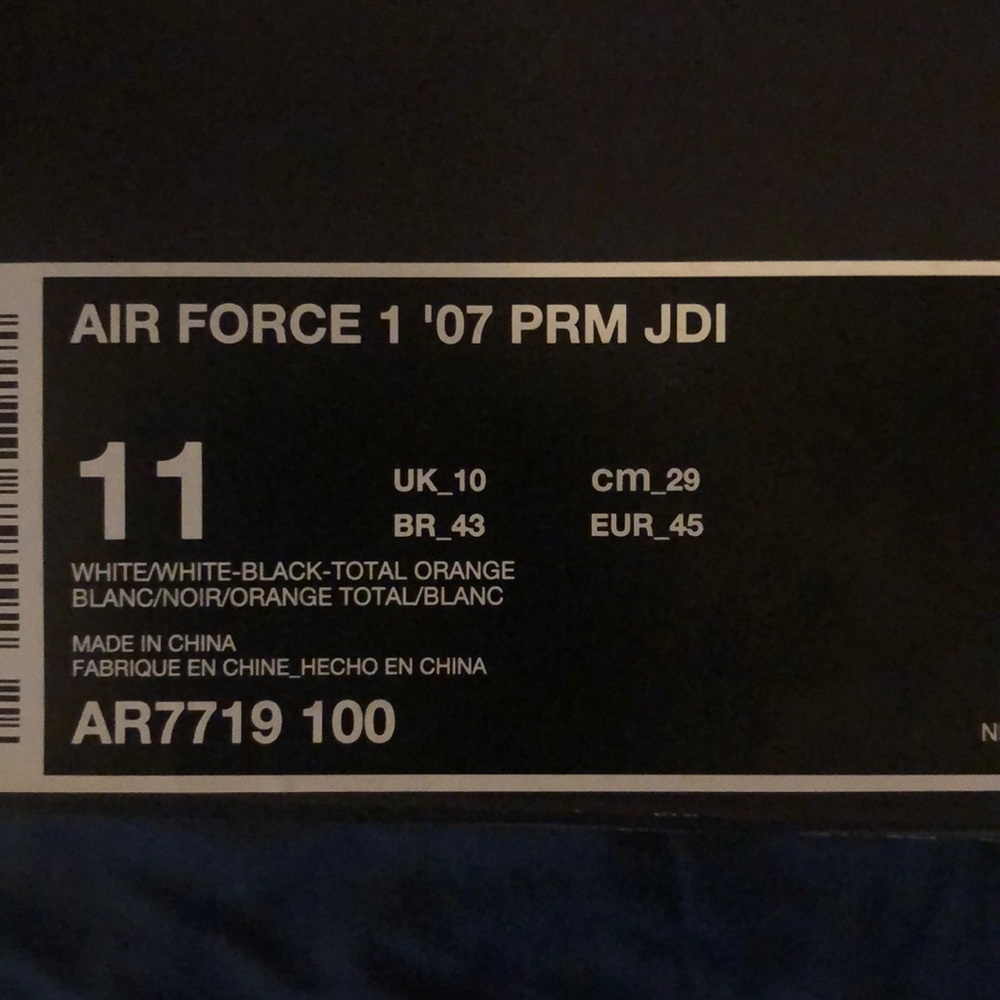 AIR FORCE 1 '07 PRM JDI
11
UK_10 cm_29
BR_43 EUR_45
WHITE/WHITE-BLACK-TOTAL ORANGE
BLANC/NOIR/ORANGE TOTAL/BLANC
MADE IN CHINA
FABRIQUE EN CHINE_HECHO EN CHINA
AR7719 100